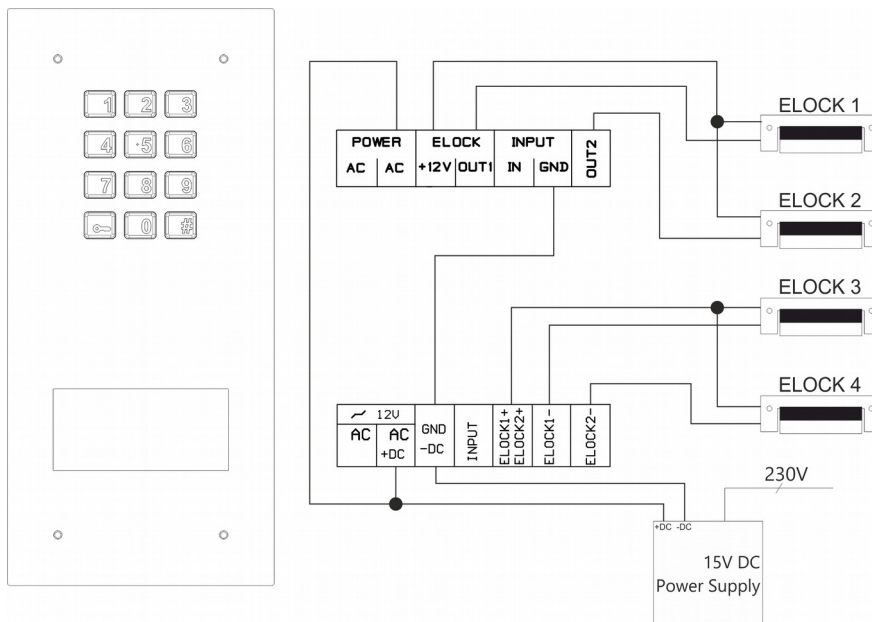 1 2 3
4 5 6
7 8 9
0 #
POWER ELOCK INPUT OUT2
AC AC +12V OUT1 IN GND
ELOCK 1
ELOCK 2
ELOCK 3
ELOCK 4
12V
AC AC +DC GND -DC INPUT ELOCK1+ ELOCK2+ ELOCK1- ELOCK2-
230V
+DC -DC
15V DC
Power Supply